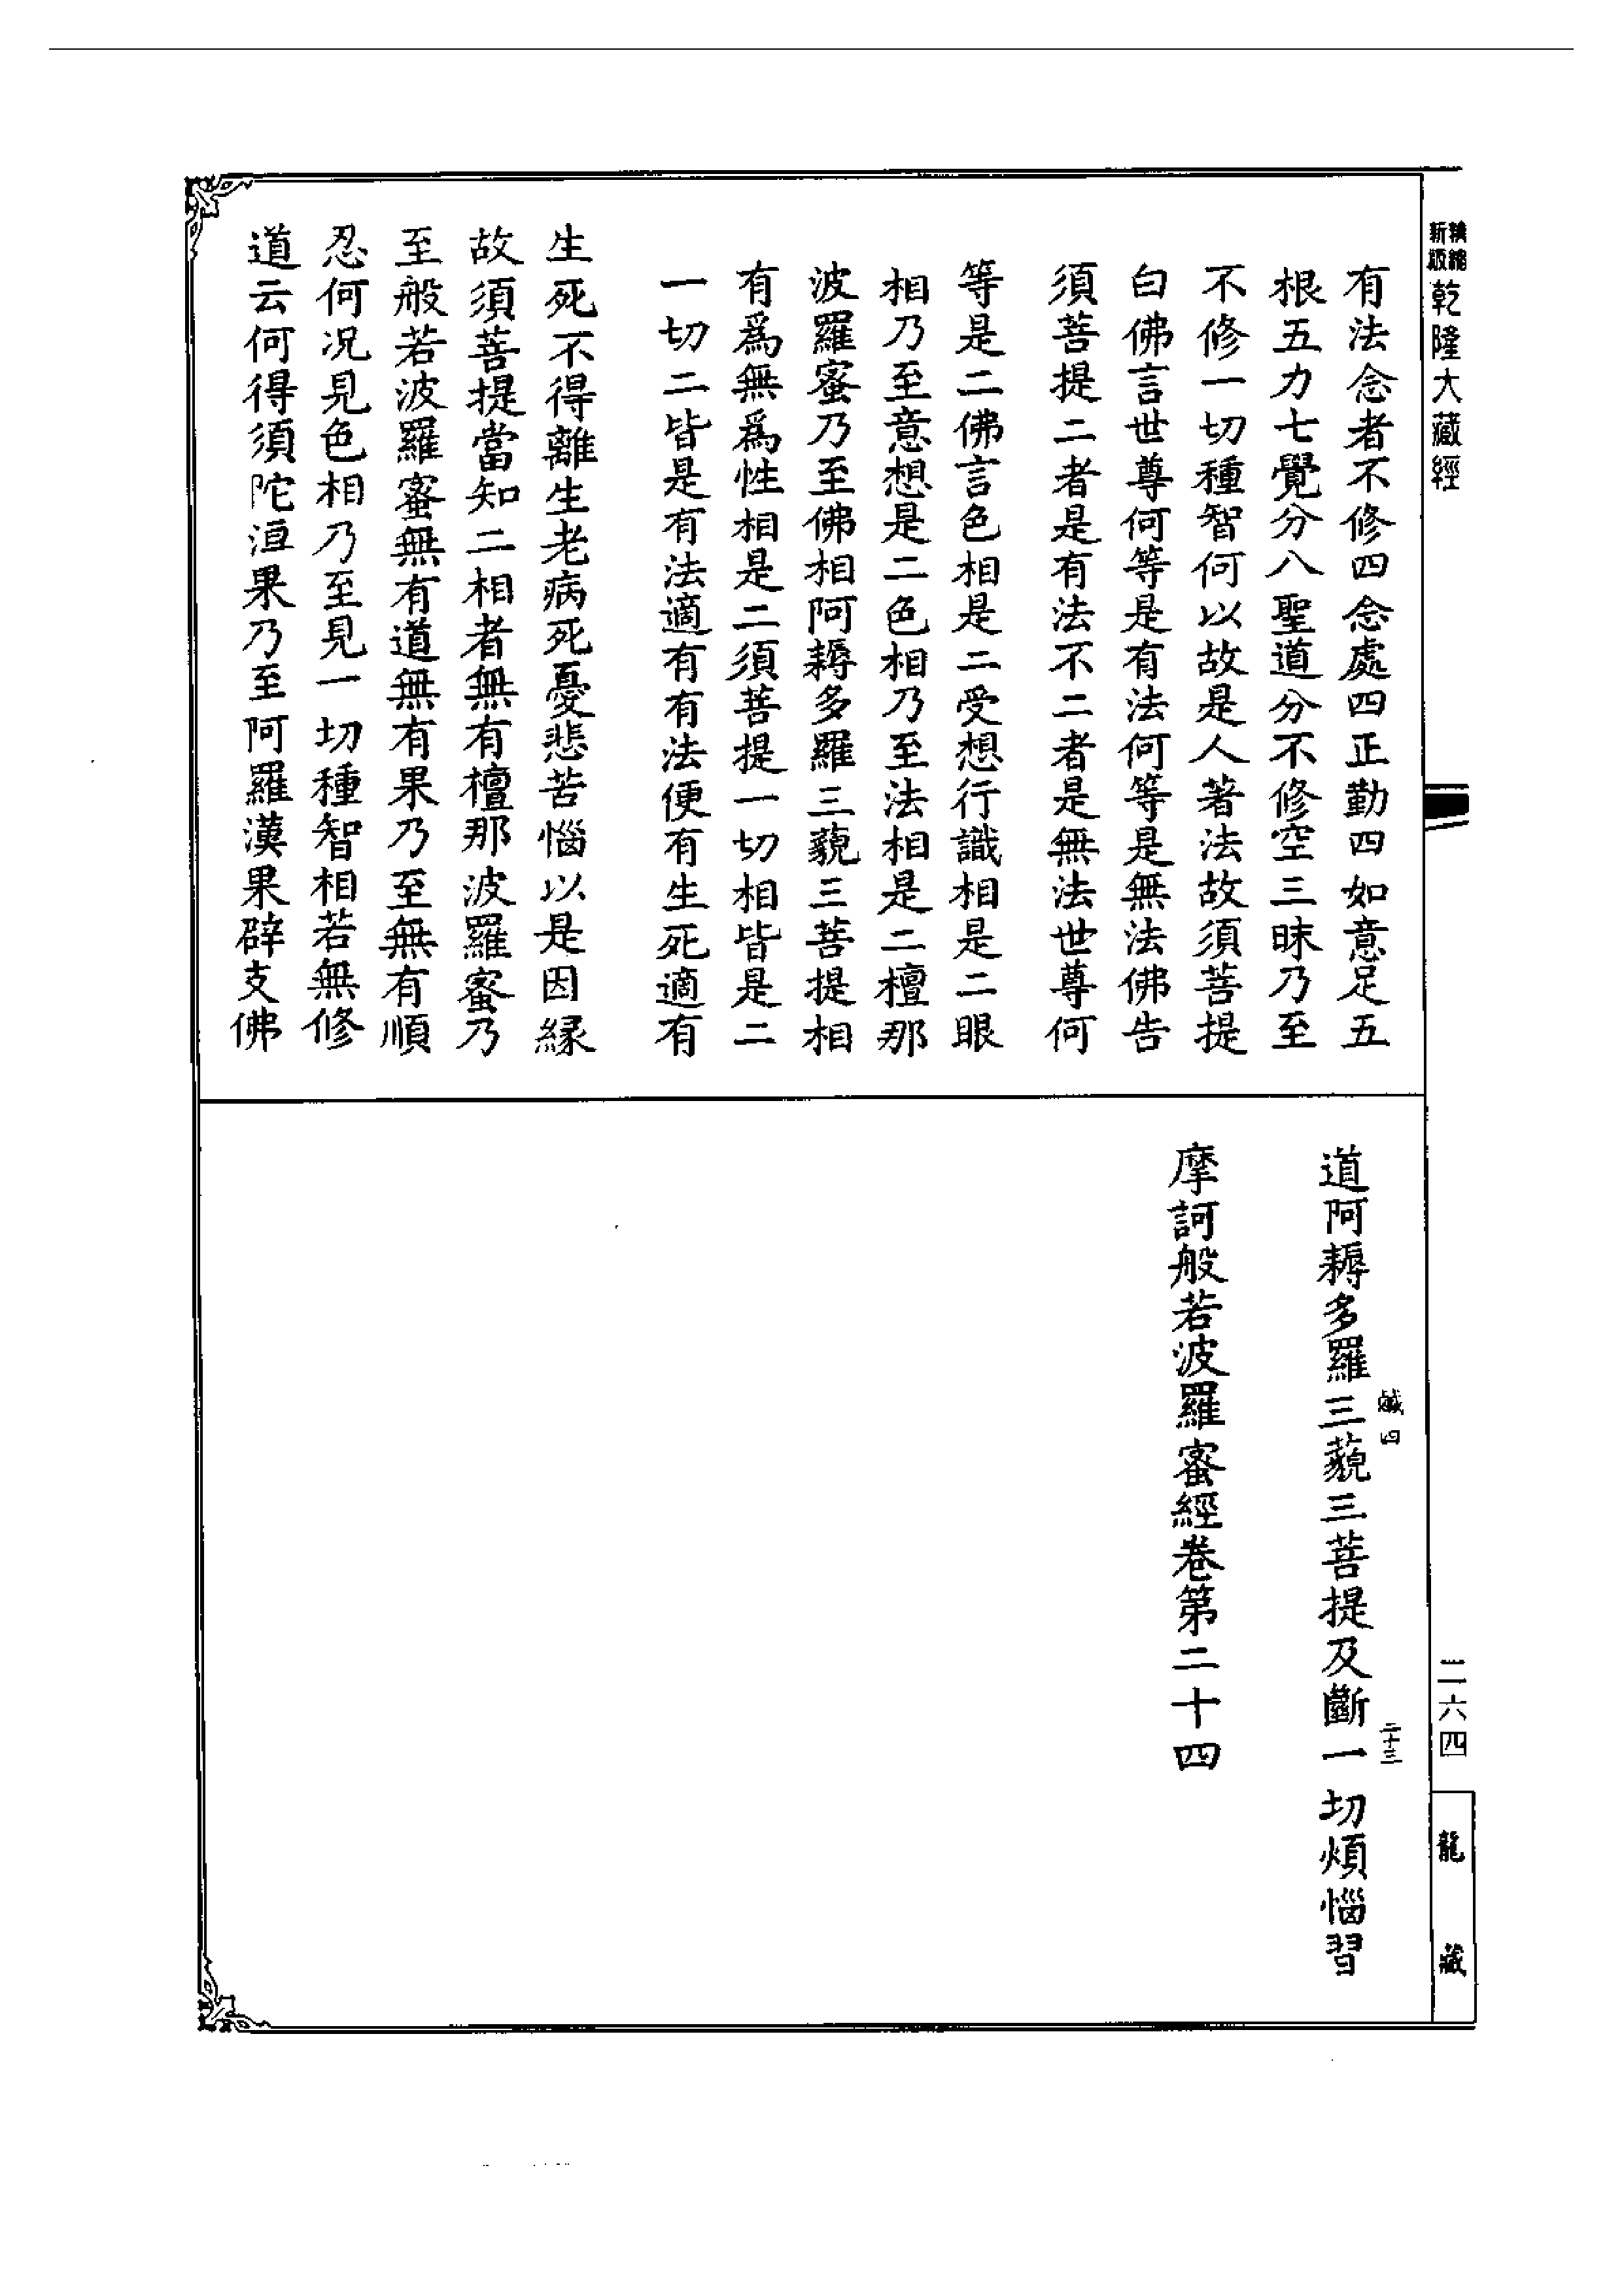 精縮新版乾隆大藏經
有法念者不修四念處四正勤四如意足五
根五力七覺分八聖道分不修空三昧乃至
不修一切種智何以故是人著法故須菩提
白佛言世尊何等是有法何等是無法佛告
須菩提二者是有法不二者是無法世尊何
等是二佛言色相是二受想行識相是二眼
相乃至意想是二色相乃至法相是二檀那
波羅蜜乃至佛相阿耨多羅三藐三菩提相
有爲無爲性相是二須菩提一切相皆是二
一切二皆是有法適有有法便有生死適有
生死不得離生老病死憂悲苦惱以是因緣
故須菩提當知二相者無有檀那波羅蜜乃
至般若波羅蜜無有道無有果乃至無有順
忍何况見色相乃至見一切種智相若無修
道云何得須陀洹果乃至阿羅漢果辟支佛
道阿耨多羅三藐三菩提及斷一切煩惱習
鹹四
二十三
摩訶般若波羅蜜經卷第二十四
二六四
龍藏